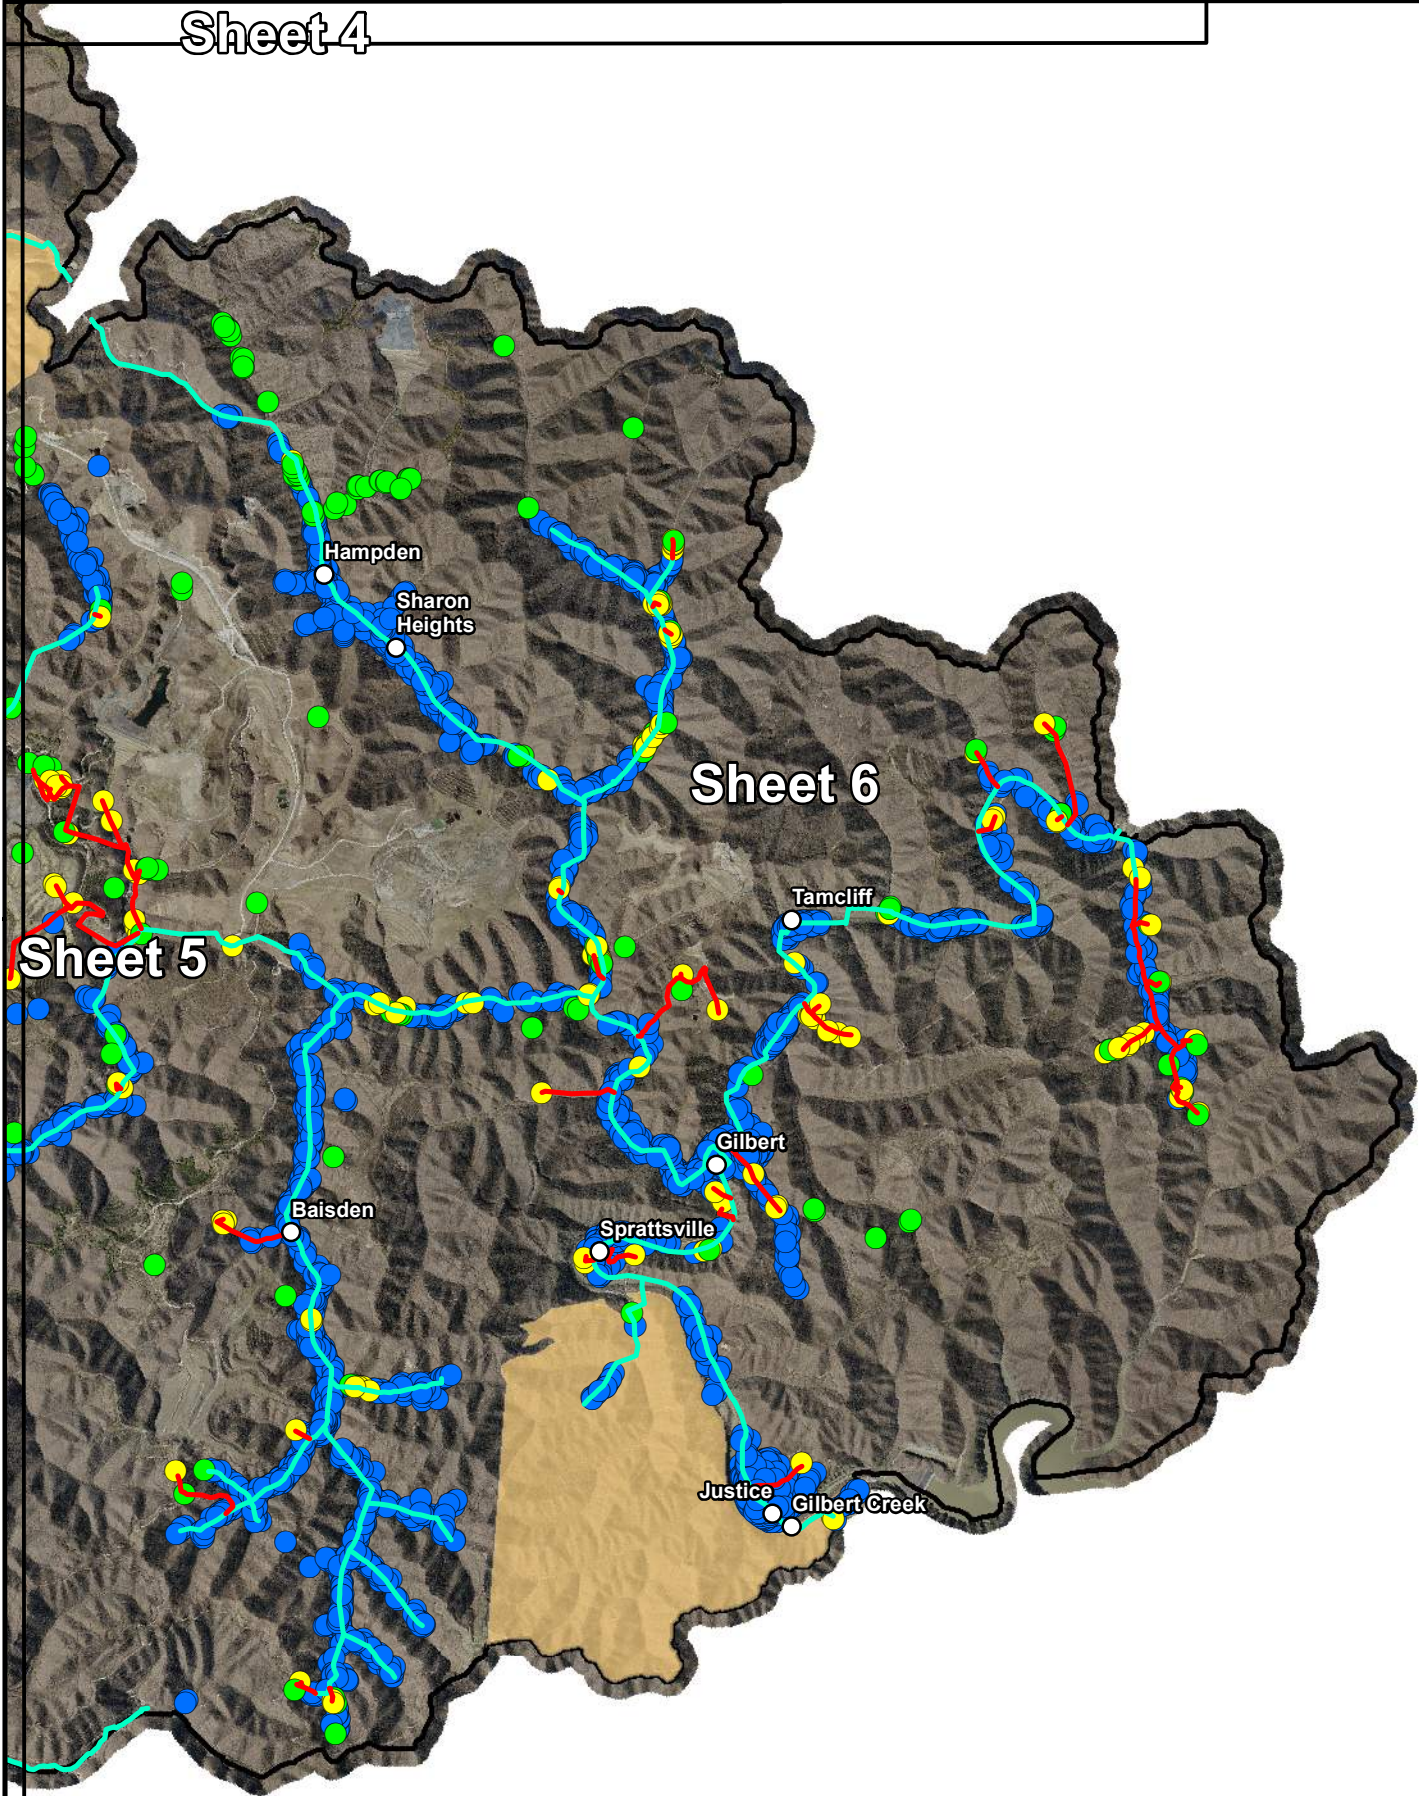 Sheet 4
Hampden
Sharon
Heights
Sheet 6
Tamcliff
Sheet 5
Gilbert
Baisden
Sprattsville
Justice
Gilbert Creek